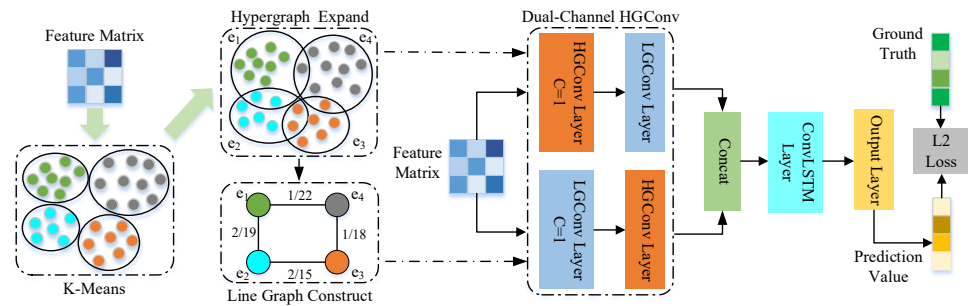 Feature Matrix
K-Means
Hypergraph Expand
e1
e4
e2
e3
e1
1/22
e4
2/19
1/18
e2
2/15
e3
Line Graph Construct
Feature
Matrix
Dual-Channel HGConv
HGConv Layer
C=1
LGConv Layer
LGConv Layer
C=1
HGConv Layer
Concat
ConvLSTM
Layer
Output Layer
Ground
Truth
L2
Loss
Prediction
Value